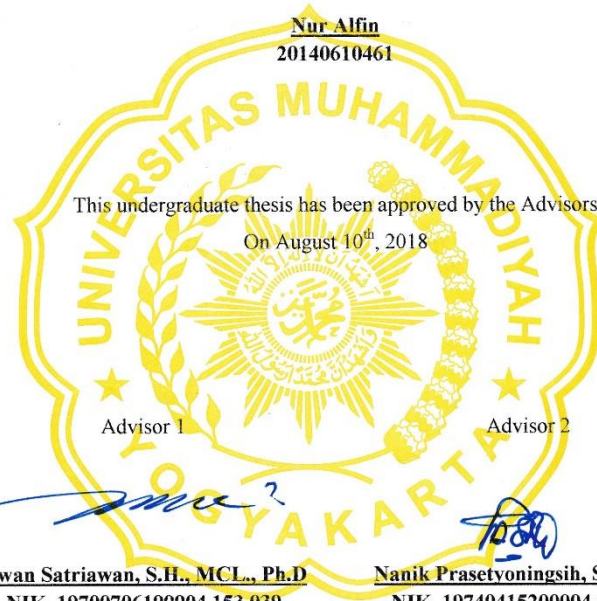 Nur Alfin
20140610461
UNIVERSITAS MUHAMMADIYAH
This undergraduate thesis has been approved by the Advisors
On August 10th, 2018
Advisor 1
Advisor 2
YOGYAKARTA
wan Satriawan, S.H., MCL., Ph.D
Nanik Prasetyoningsih, S